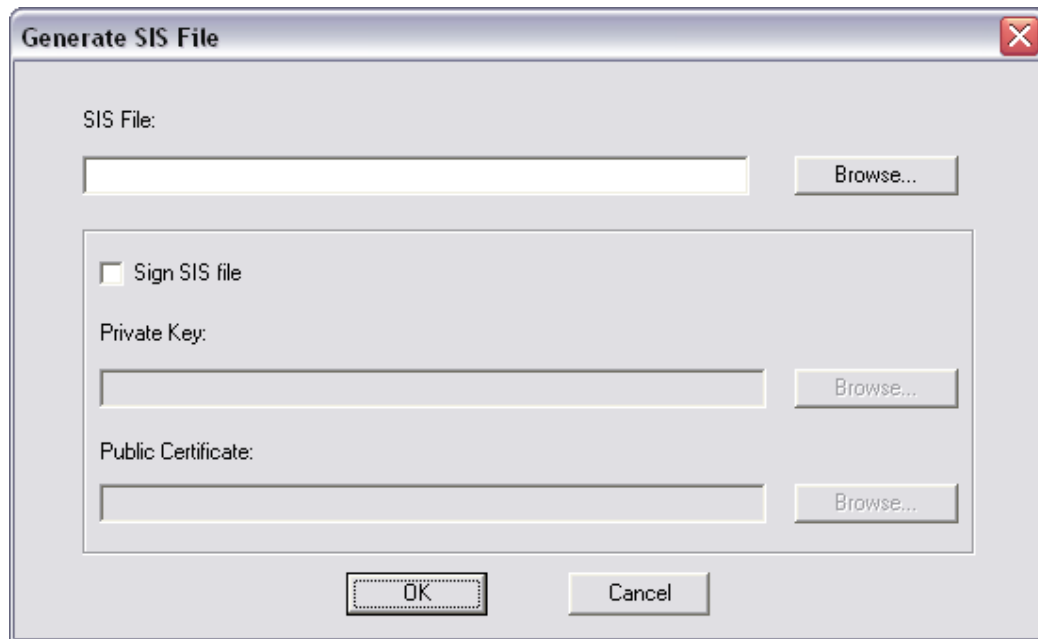 Generate SIS File
SIS File:
Browse...
Sign SIS file
Private Key:
Browse...
Public Certificate:
Browse...
OK Cancel